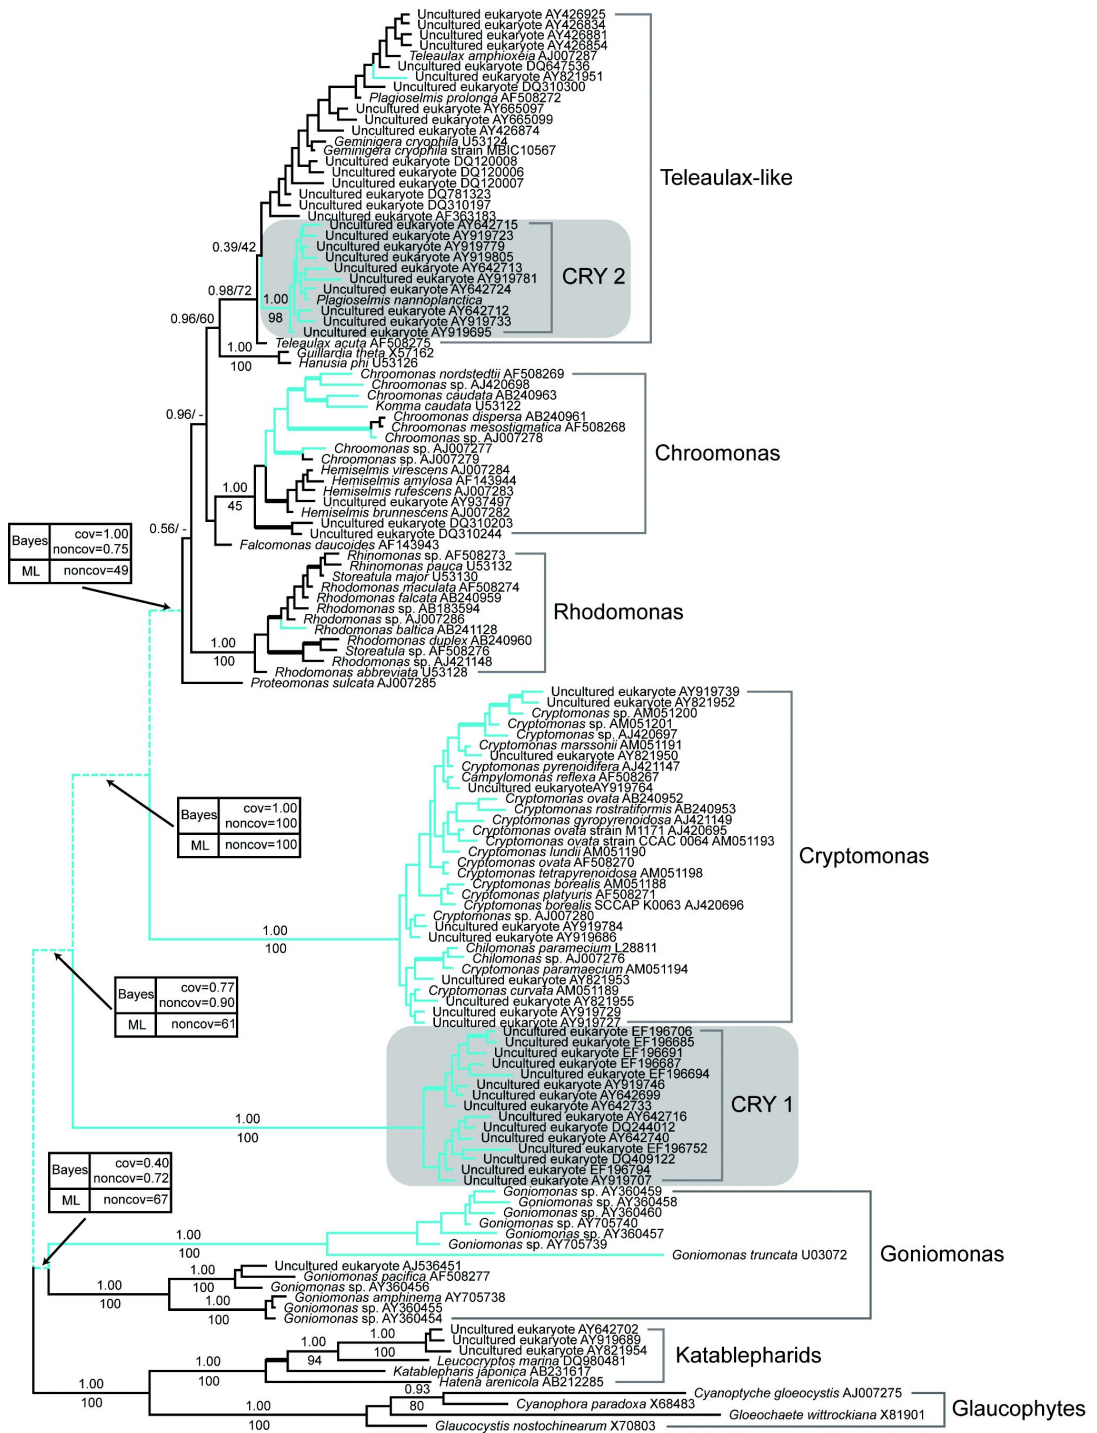 Uncultured eukaryote AY426925
Uncultured eukaryote AY426834
Uncultured eukaryote AY426881
Uncultured eukaryote AY426854
Teleaulax amphioxeia AJ007287
Uncultured eukaryote DQ647536
Uncultured eukaryote AY821951
Uncultured eukaryote DQ310300
Plagioselmis prolonga AF508272
Uncultured eukaryote AY665097
Uncultured eukaryote AY665099
Uncultured eukaryote AY426874
Geminigera cryophila U53124
Geminigera cryophila strain MBIC10567
Uncultured eukaryote DQ120008
Uncultured eukaryote DQ120006
Teleaulax-like
Uncultured eukaryote DQ120007
Uncultured eukaryote DQ781323
Uncultured eukaryote DQ310197
Uncultured eukaryote AF363183
Uncultured eukaryote AY642715
Uncultured eukaryote AY919723
0.39/42
Uncultured eukaryote AY919779
Uncultured eukaryote AY919805
Uncultured eukaryote AY642713
CRY 2
Uncultured eukaryote AY919781
0.98/72
Uncultured eukaryote AY642724
1.00
98
Plagioselmis nannoplanctica
Uncultured eukaryote AY642712
0.96/60
Uncultured eukaryote AY919733
Uncultured eukaryote AY919695
Teleaulax acuta AF508275
1.00
100
Guillardia theta X57162
Hanusia phi U53126
Chroomonas nordstedtii AF508269
Chroomonas sp. AJ420698
Chroomonas caudata AB240963
Komma caudata U53122
0.96/ -
Chroomonas dispersa AB240961
Chroomonas mesostigmatica AF508268
Chroomonas sp. AJ007278
Chroomonas sp. AJ007277
Chroomonas
Chroomonas sp. AJ007279
Hemiselmis virescens AJ007284
Hemiselmis amylosa AF143944
1.00
45
Hemiselmis rufescens AJ007283
Uncultured eukaryote AY937497
Hemiselmis brunnescens AJ007282
Uncultured eukaryote DQ310203
0.56/ -
Uncultured eukaryote DQ310244
Falcomonas daucoides AF143943
Bayes cov=1.00
noncov=0.75
ML noncov=49
Rhinomonas sp. AF508273
Rhinomonas pauca U53132
Storeatula major U53130
Rhodomonas maculata AF508274
Rhodomonas falcata AB240959
Rhodomonas sp. AB183594
Rhodomonas
Rhodomonas sp. AJ007286
Rhodomonas baltica AB241128
1.00
100
Rhodomonas duplex AB240960
Storeatula sp. AF508276
Rhodomonas sp. AJ421148
Rhodomonas abbreviata U53128
Proteomonas sulcata AJ007285
Uncultured eukaryote AY919739
Uncultured eukaryote AY821952
Cryptomonas sp. AM051200
Cryptomonas sp. AM051201
Cryptomonas sp. AJ420697
Cryptomonas marssonii AM051191
Uncultured eukaryote AY821950
Cryptomonas pyrenoidifera AJ421147
Campylomonas reflexa AF508267
Uncultured eukaryoteAY919764
Cryptomonas ovata AB240952
Cryptomonas rostratiformis AB240953
Cryptomonas gyropyrenoidosa AJ421149
Cryptomonas ovata strain M1171 AJ420695
Cryptomonas ovata strain CCAC 0064 AM051193
Bayes cov=1.00
noncov=100
ML noncov=100
Cryptomonas lundii AM051190
Cryptomonas
Cryptomonas ovata AF508270
Cryptomonas tetrapyrenoidosa AM051198
Cryptomonas borealis AM051188
Cryptomonas platyuris AF508271
Cryptomonas borealis SCCAP K0063 AJ420696
Cryptomonas sp. AJ007280
Uncultured eukaryote AY919784
1.00
100
Uncultured eukaryote AY919686
Chilomonas paramecium L28811
Chilomonas sp. AJ007276
Cryptomonas paramaecium AM051194
Uncultured eukaryote AY821953
Cryptomonas curvata AM051189
Uncultured eukaryote AY821955
Uncultured eukaryote AY919729
Uncultured eukaryote AY919727
Bayes cov=0.77
noncov=0.90
ML noncov=61
Uncultured eukaryote EF196706
Uncultured eukaryote EF196685
Uncultured eukaryote EF196691
Uncultured eukaryote EF196687
Uncultured eukaryote EF196694
Uncultured eukaryote AY919746
Uncultured eukaryote AY642699
CRY 1
Uncultured eukaryote AY642733
Uncultured eukaryote AY642716
1.00
100
Uncultured eukaryote DQ244012
Uncultured eukaryote AY642740
Uncultured eukaryote EF196752
Uncultured eukaryote DQ409122
Uncultured eukaryote EF196794
Uncultured eukaryote AY919707
Bayes cov=0.40
noncov=0.72
ML noncov=67
Goniomonas sp. AY360459
Goniomonas sp. AY360458
Goniomonas sp. AY360460
Goniomonas sp. AY705740
Goniomonas sp. AY360457
1.00
100
Goniomonas sp. AY705739
Goniomonas truncata U03072
Goniomonas
Uncultured eukaryote AJ536451
1.00
100
Goniomonas pacifica AF508277
Goniomonas sp. AY360456
1.00
100
Goniomonas amphinema AY705738
1.00
100
Goniomonas sp. AY360455
Goniomonas sp. AY360454
Uncultured eukaryote AY642702
1.00
100
Uncultured eukaryote AY919689
Uncultured eukaryote AY821954
1.00
94
Leucocryptos marina DQ980481
Katablepharids
1.00
100
Katablepharis japonica AB231617
Hatena arenicola AB212285
1.00
100
0.93
80
Cyanoptyche gloeocystis AJ007275
Cyanophora paradoxa X68483
Glaucophytes
1.00
100
Gloeochaete wittrockiana X81901
Glaucocystis nostochinearum X70803